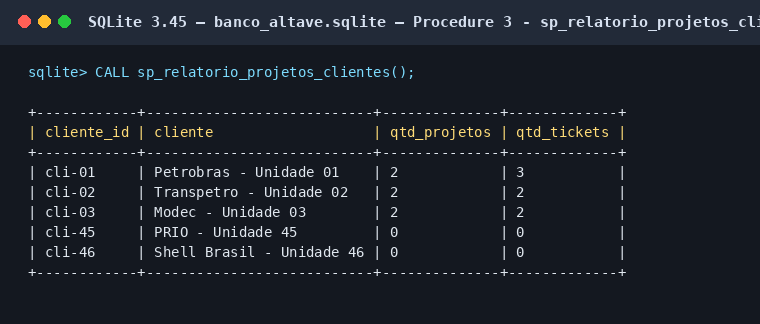 SQLite 3.45 — banco_altave.sqlite — Procedure 3 - sp_relatorio_projetos_cli
sqlite> CALL sp_relatorio_projetos_clientes();
+------------+---------------------------+--------------+-------------+
| cliente_id | cliente                   | qtd_projetos | qtd_tickets |
+------------+---------------------------+--------------+-------------+
| cli-01     | Petrobras - Unidade 01    | 2            | 3           |
| cli-02     | Transpetro - Unidade 02   | 2            | 2           |
| cli-03     | Modec - Unidade 03        | 2            | 2           |
| cli-45     | PRIO - Unidade 45         | 0            | 0           |
| cli-46     | Shell Brasil - Unidade 46 | 0            | 0           |
+------------+---------------------------+--------------+-------------+